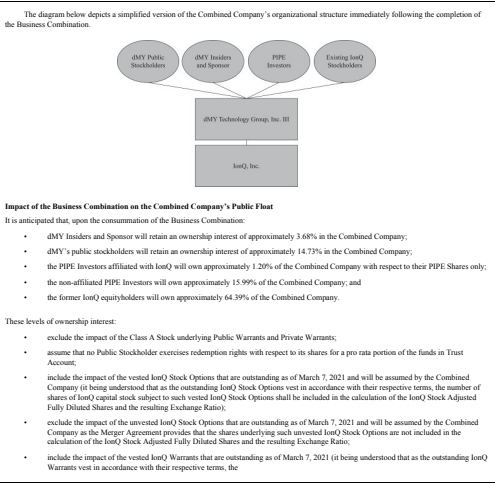 The diagram below depicts a simplified version of the Combined Company's organizational structure immediately following the completion of
the Business Combination.
dMY Public
Stockholders
dMY Insiders
and Sponsor
PIPE
Investors
Existing IonQ
Stockholders
dMY Technology Group, Inc. III
IonQ, Inc.
Impact of the Business Combination on the Combined Company's Public Float
It is anticipated that, upon the consummation of the Business Combination:
• dMY Insiders and Sponsor will retain an ownership interest of approximately 3.68% in the Combined Company;
• dMY's public stockholders will retain an ownership interest of approximately 14.73% in the Combined Company;
• the PIPE Investors affiliated with IonQ will own approximately 1.20% of the Combined Company with respect to their PIPE Shares only;
• the non-affiliated PIPE Investors will own approximately 15.99% of the Combined Company; and
• the former IonQ equityholders will own approximately 64.39% of the Combined Company.
These levels of ownership interest:
• exclude the impact of the Class A Stock underlying Public Warrants and Private Warrants;
• assume that no Public Stockholder exercises redemption rights with respect to its shares for a pro rata portion of the funds in Trust
Account;
• include the impact of the vested IonQ Stock Options that are outstanding as of March 7, 2021 and will be assumed by the Combined
Company (it being understood that as the outstanding IonQ Stock Options vest in accordance with their respective terms, the number of
shares of IonQ capital stock subject to such vested IonQ Stock Options shall be included in the calculation of the IonQ Stock Adjusted
Fully Diluted Shares and the resulting Exchange Ratio);
• exclude the impact of the unvested IonQ Stock Options that are outstanding as of March 7, 2021 and will be assumed by the Combined
Company as the Merger Agreement provides that the shares underlying such unvested IonQ Stock Options are not included in the
calculation of the IonQ Stock Adjusted Fully Diluted Shares and the resulting Exchange Ratio;
• include the impact of the vested IonQ Warrants that are outstanding as of March 7, 2021 (it being understood that as the outstanding IonQ
Warrants vest in accordance with their respective terms, the